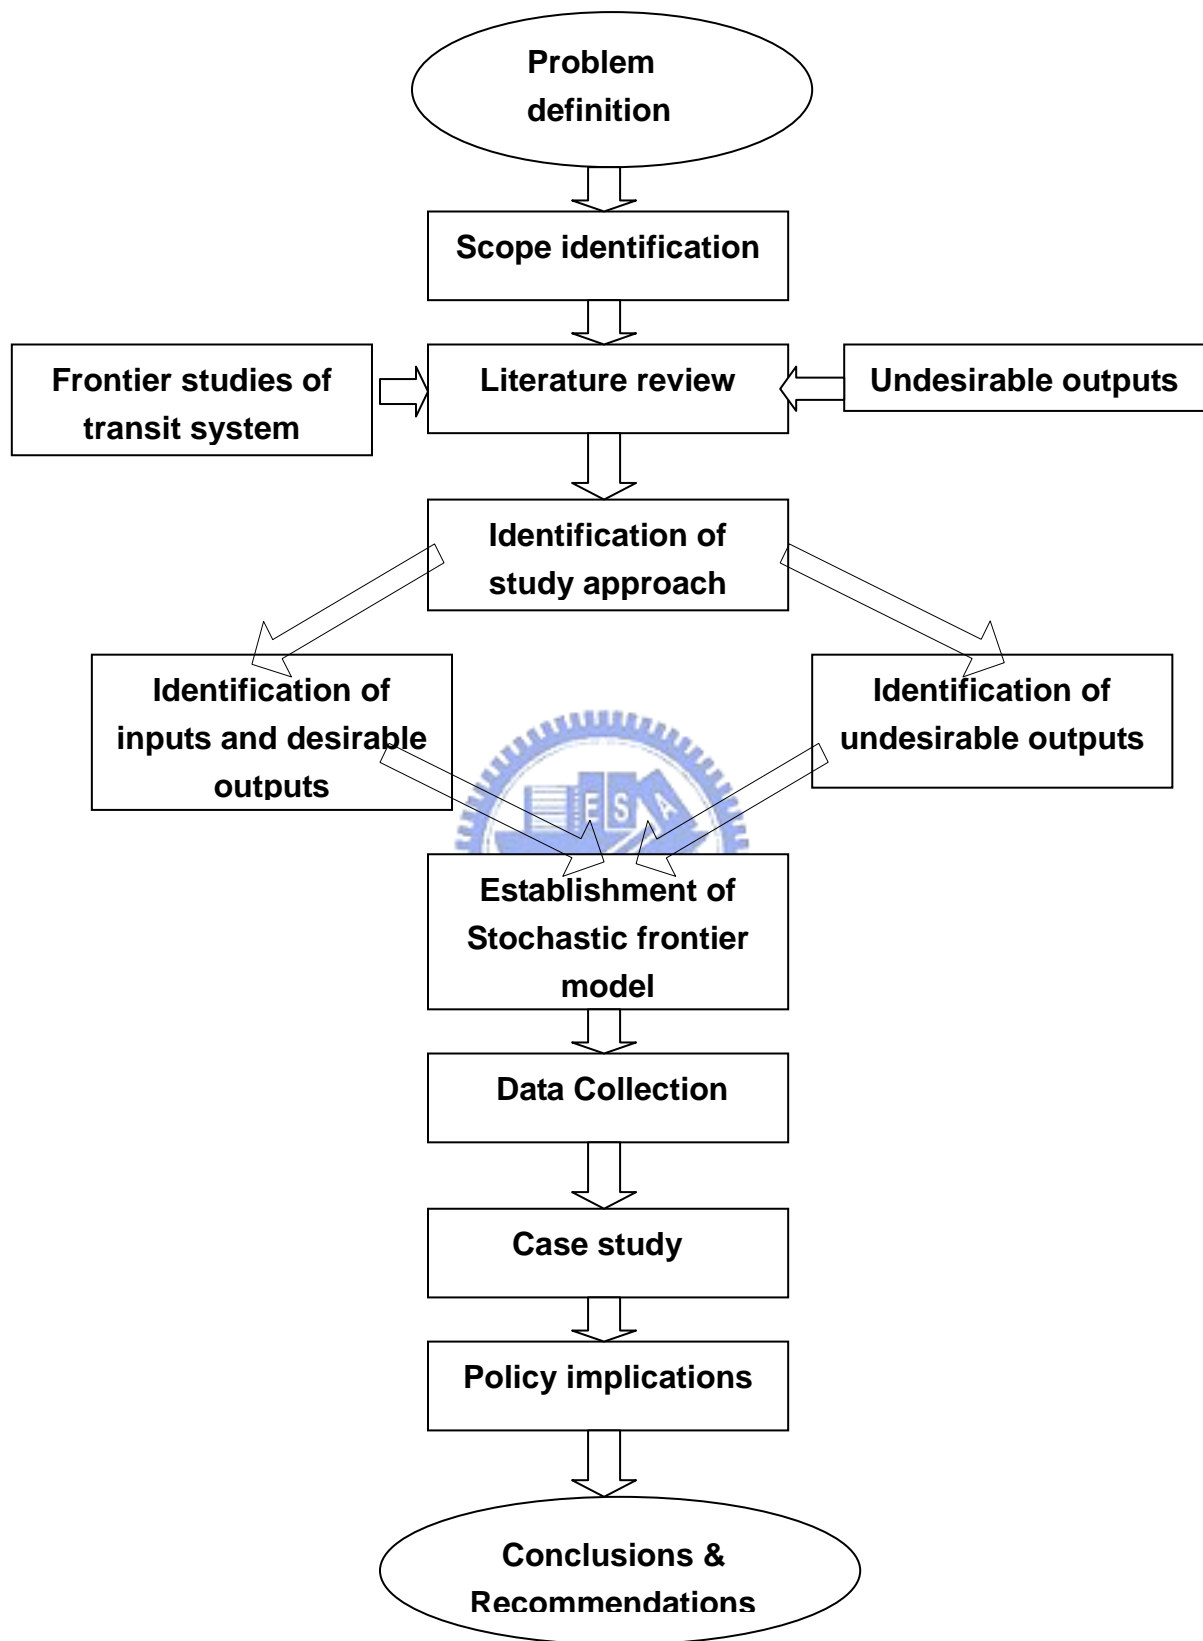 Problem
definition
Scope identification
Frontier studies of
transit system
Literature review
Undesirable outputs
Identification of
study approach
Identification of
inputs and desirable
outputs
Identification of
undesirable outputs
E S A
Establishment of
Stochastic frontier
model
Data Collection
Case study
Policy implications
Conclusions &
Recommendations